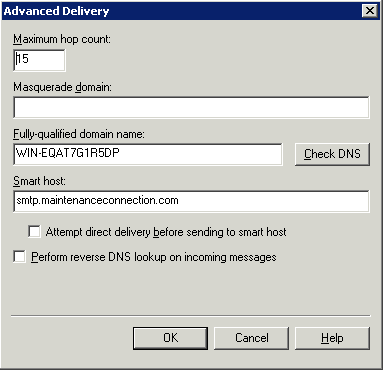 Advanced Delivery
Maximum hop count:
15
Masquerade domain:
Fully-qualified domain name:
WIN-EQAT7G1R5DP
Check DNS
Smart host:
smtp.maintenanceconnection.com
Attempt direct delivery before sending to smart host
Perform reverse DNS lookup on incoming messages
OK Cancel Help